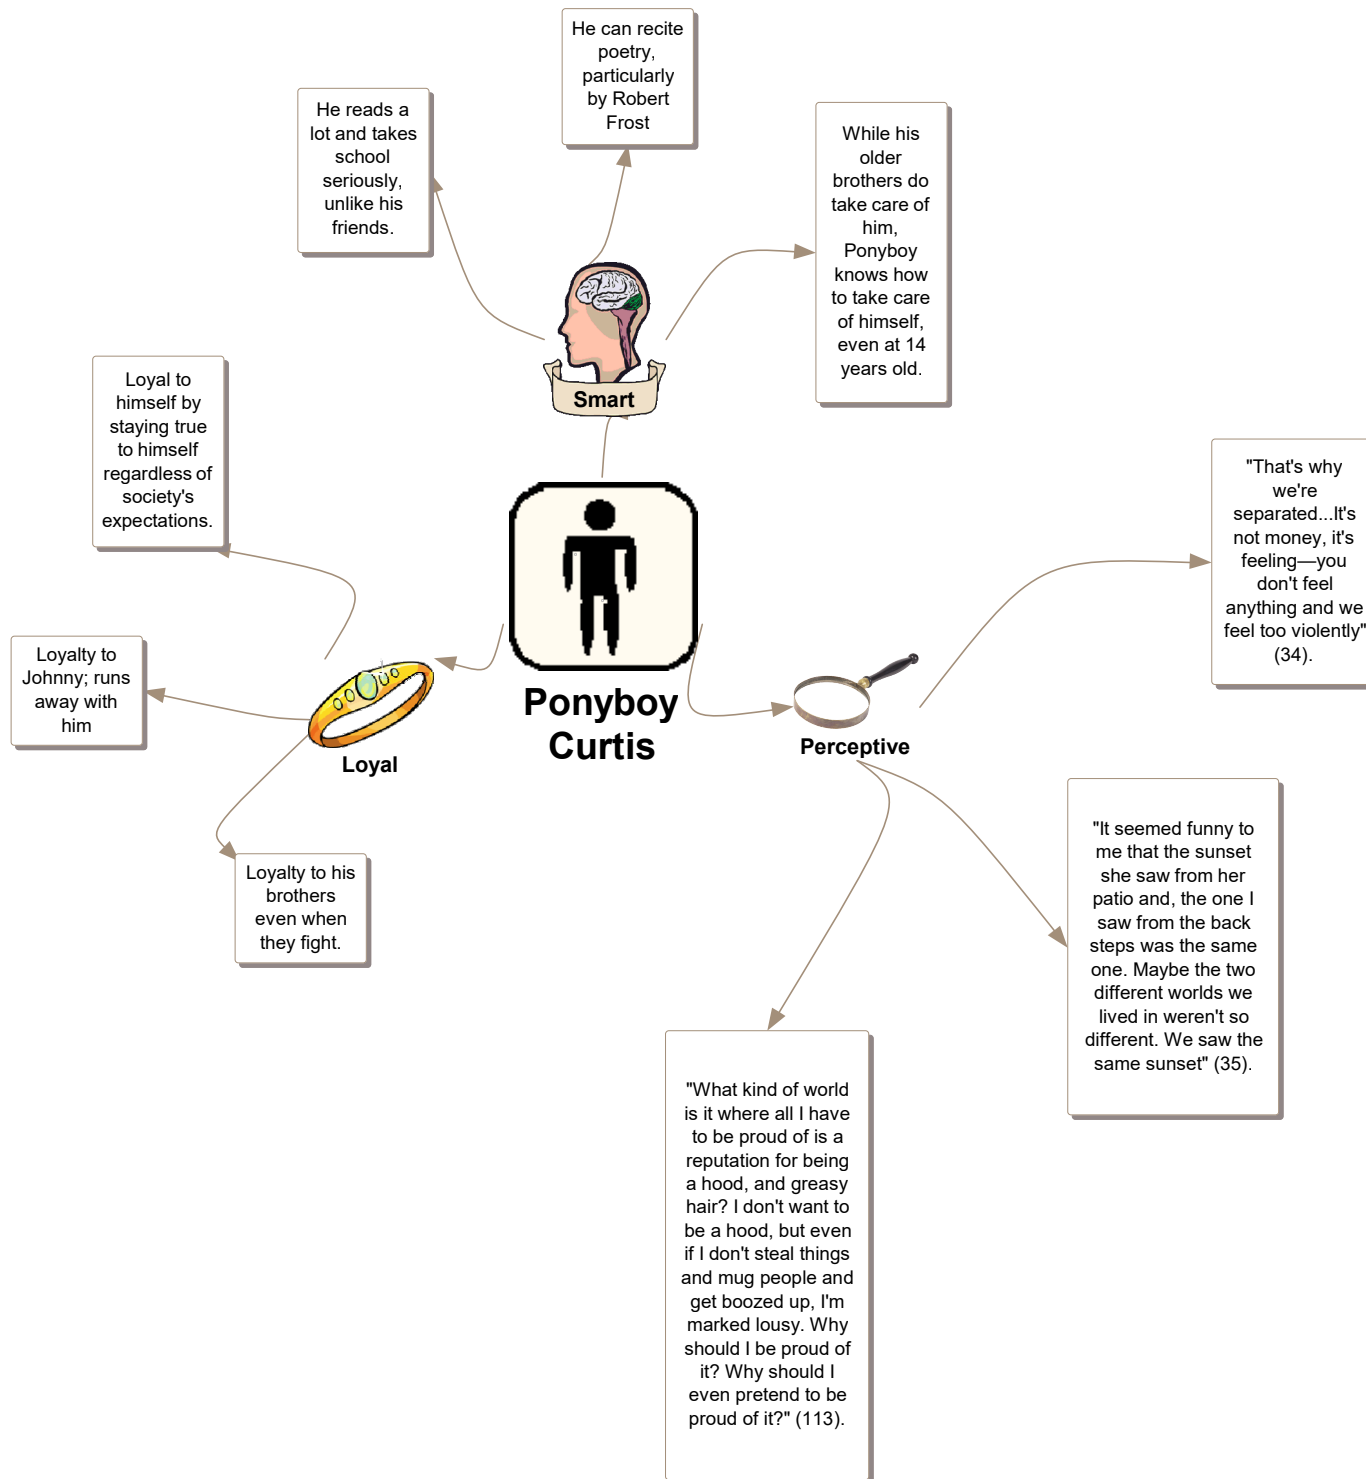 He can recite
poetry,
particularly
by Robert
Frost
He reads a
lot and takes
school
seriously,
unlike his
friends.
While his
older
brothers do
take care of
him,
Ponyboy
knows how
to take care
of himself,
even at 14
years old.
Smart
Loyal to
himself by
staying true
to himself
regardless of
society's
expectations.
"That's why
we're
separated...It's
not money, it's
feeling—you
don't feel
anything and we
feel too violently"
(34).
Loyalty to
Johnny; runs
away with
him
Ponyboy
Curtis
Loyal
Perceptive
Loyalty to his
brothers
even when
they fight.
"It seemed funny to
me that the sunset
she saw from her
patio and, the one I
saw from the back
steps was the same
one. Maybe the two
different worlds we
lived in weren't so
different. We saw the
same sunset" (35).
"What kind of world
is it where all I have
to be proud of is a
reputation for being
a hood, and greasy
hair? I don't want to
be a hood, but even
if I don't steal things
and mug people and
get boozed up, I'm
marked lousy. Why
should I be proud of
it? Why should I
even pretend to be
proud of it?" (113).